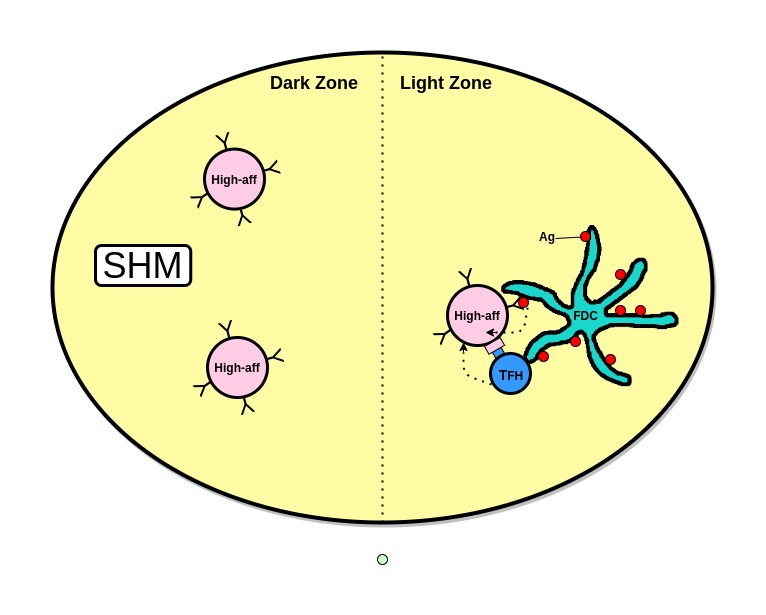 Dark Zone
Light Zone
High-aff
Ag
SHM
High-aff
FDC
High-aff
TFH